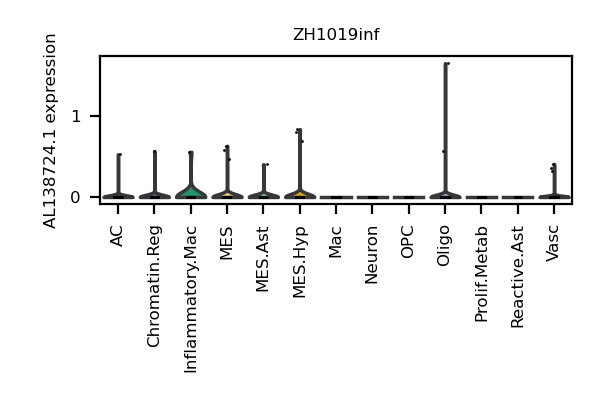 ZH1019inf
AL138724.1 expression
1
0
AC
Chromatin.Reg
Inflammatory.Mac
MES
MES.Ast
MES.Hyp
Mac
Neuron
OPC
Oligo
Prolif.Metab
Reactive.Ast
Vasc